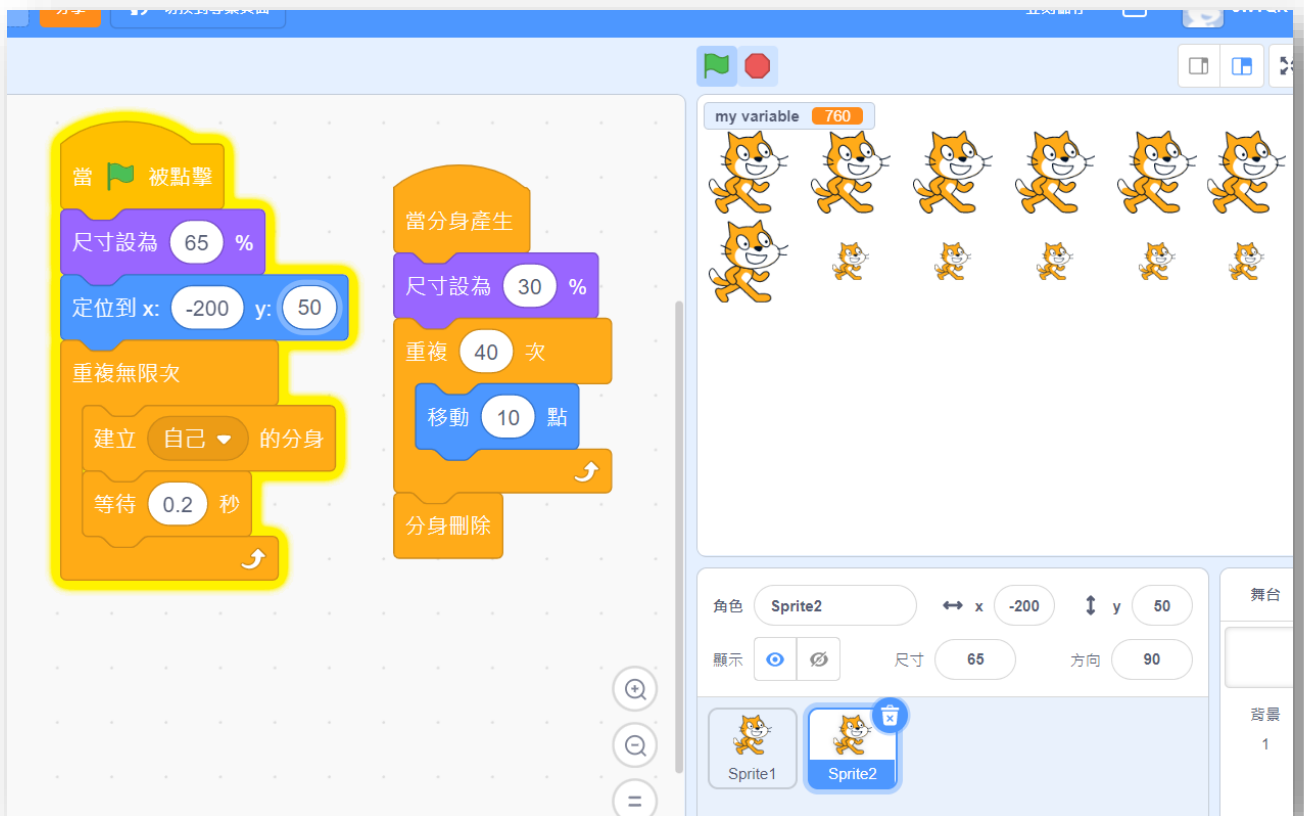 my variable 760
當 被點擊
尺寸設為 65 %
定位到 x: -200 y: 50
重複無限次
建立 自己 的分身
等待 0.2 秒
當分身產生
尺寸設為 30 %
重複 40 次
移動 10 點
分身刪除
角色 Sprite2 x -200 y 50
顯示 尺寸 65 方向 90
Sprite1
Sprite2
舞台
背景
1